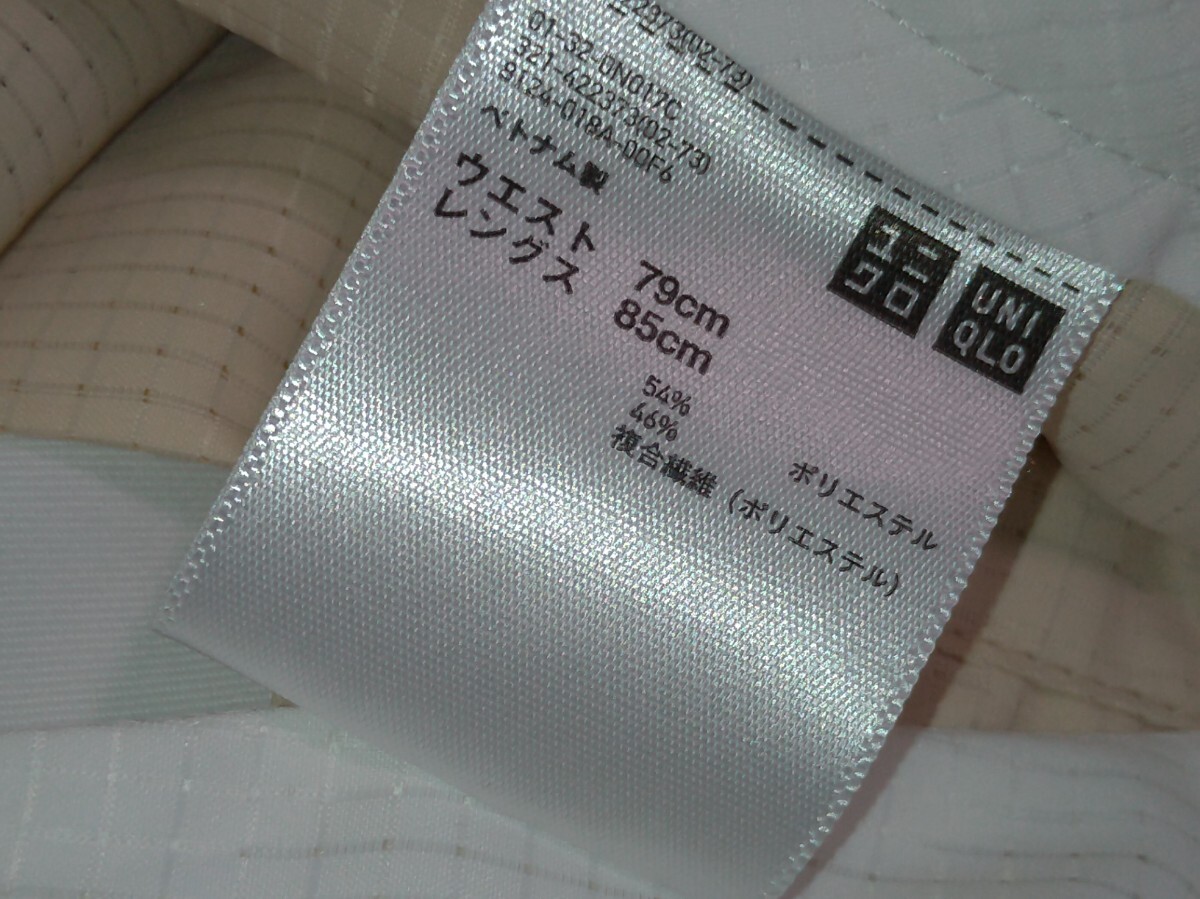 01-32-0N017C
321-422373(02-73)
9124-018A-00F6
ベトナム製
ウエスト 79cm
レングス 85cm
54% ポリエステル
46% 複合繊維(ポリエステル)
ユニ
クロ
UNI
QLO